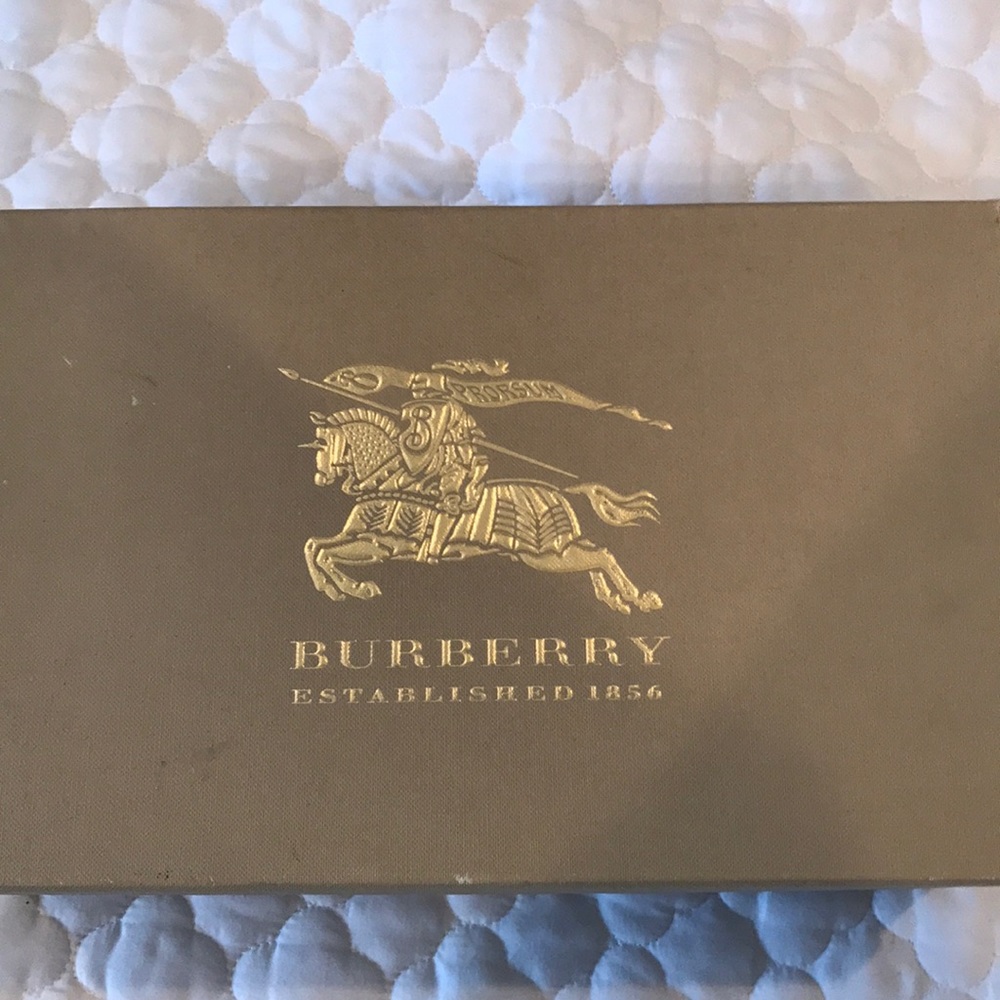 PRORSUM
B
BURBERRY
ESTABLISHED 1856